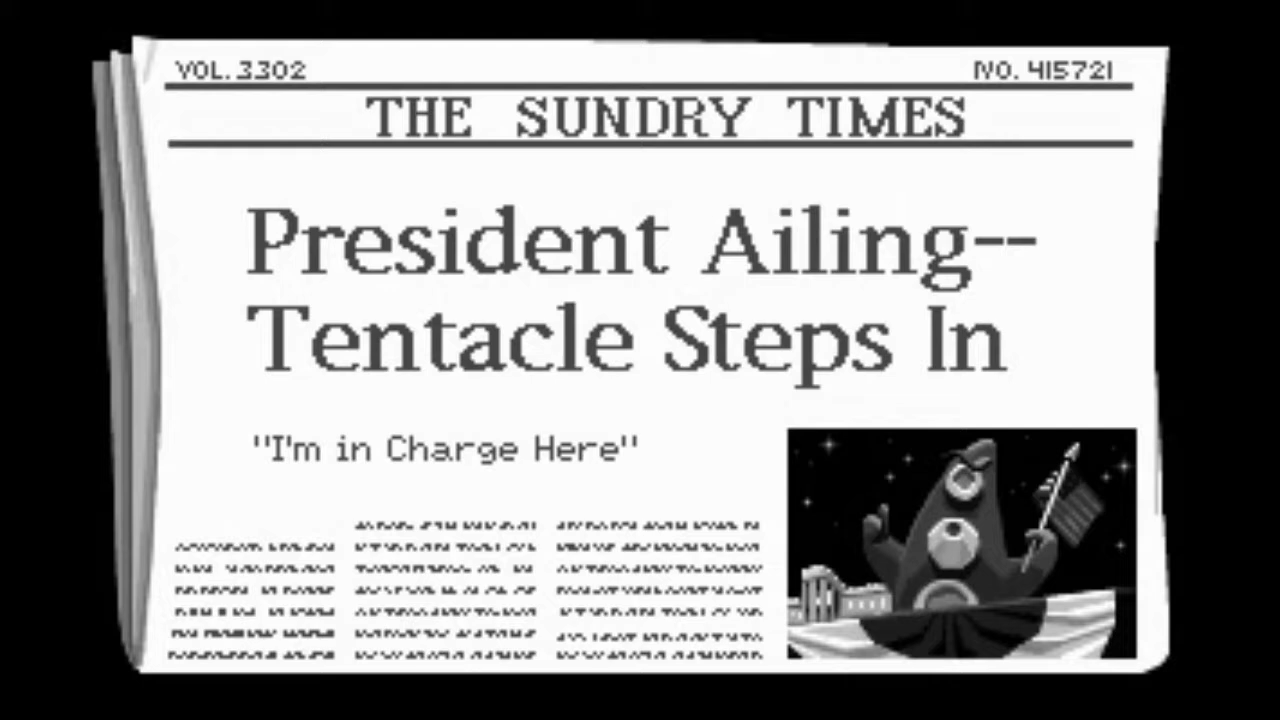 VOL. 3302
NO. 415721
THE SUNDRY TIMES
President Ailing--
Tentacle Steps In
"I'm in Charge Here"